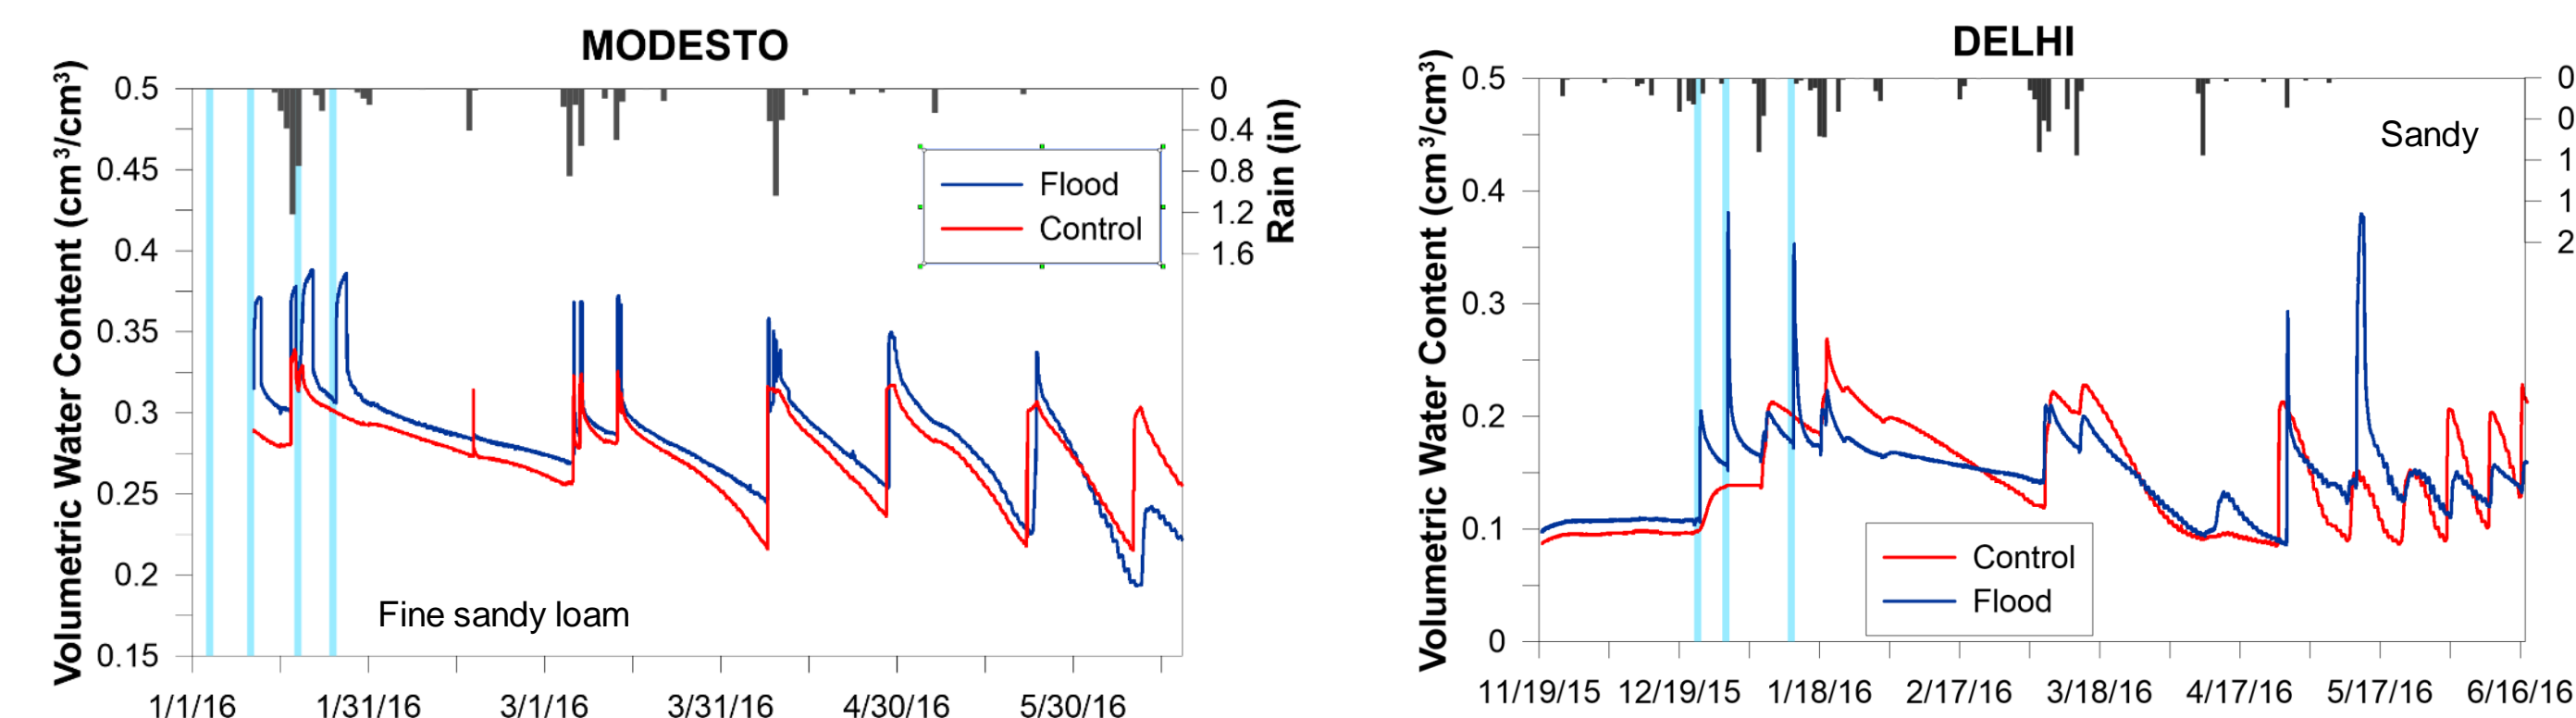 MODESTO
Volumetric Water Content (cm3/cm3)
0.5
0.45
0.4
0.35
0.3
0.25
0.2
0.15
0
0.4
0.8
1.2
1.6
Rain (in)
Flood
Control
Fine sandy loam
1/1/16 1/31/16 3/1/16 3/31/16 4/30/16 5/30/16
DELHI
Volumetric Water Content (cm3/cm3)
0.5
0.4
0.3
0.2
0.1
0
0
0
1
1
2
Sandy
Control
Flood
11/19/15 12/19/15 1/18/16 2/17/16 3/18/16 4/17/16 5/17/16 6/16/16